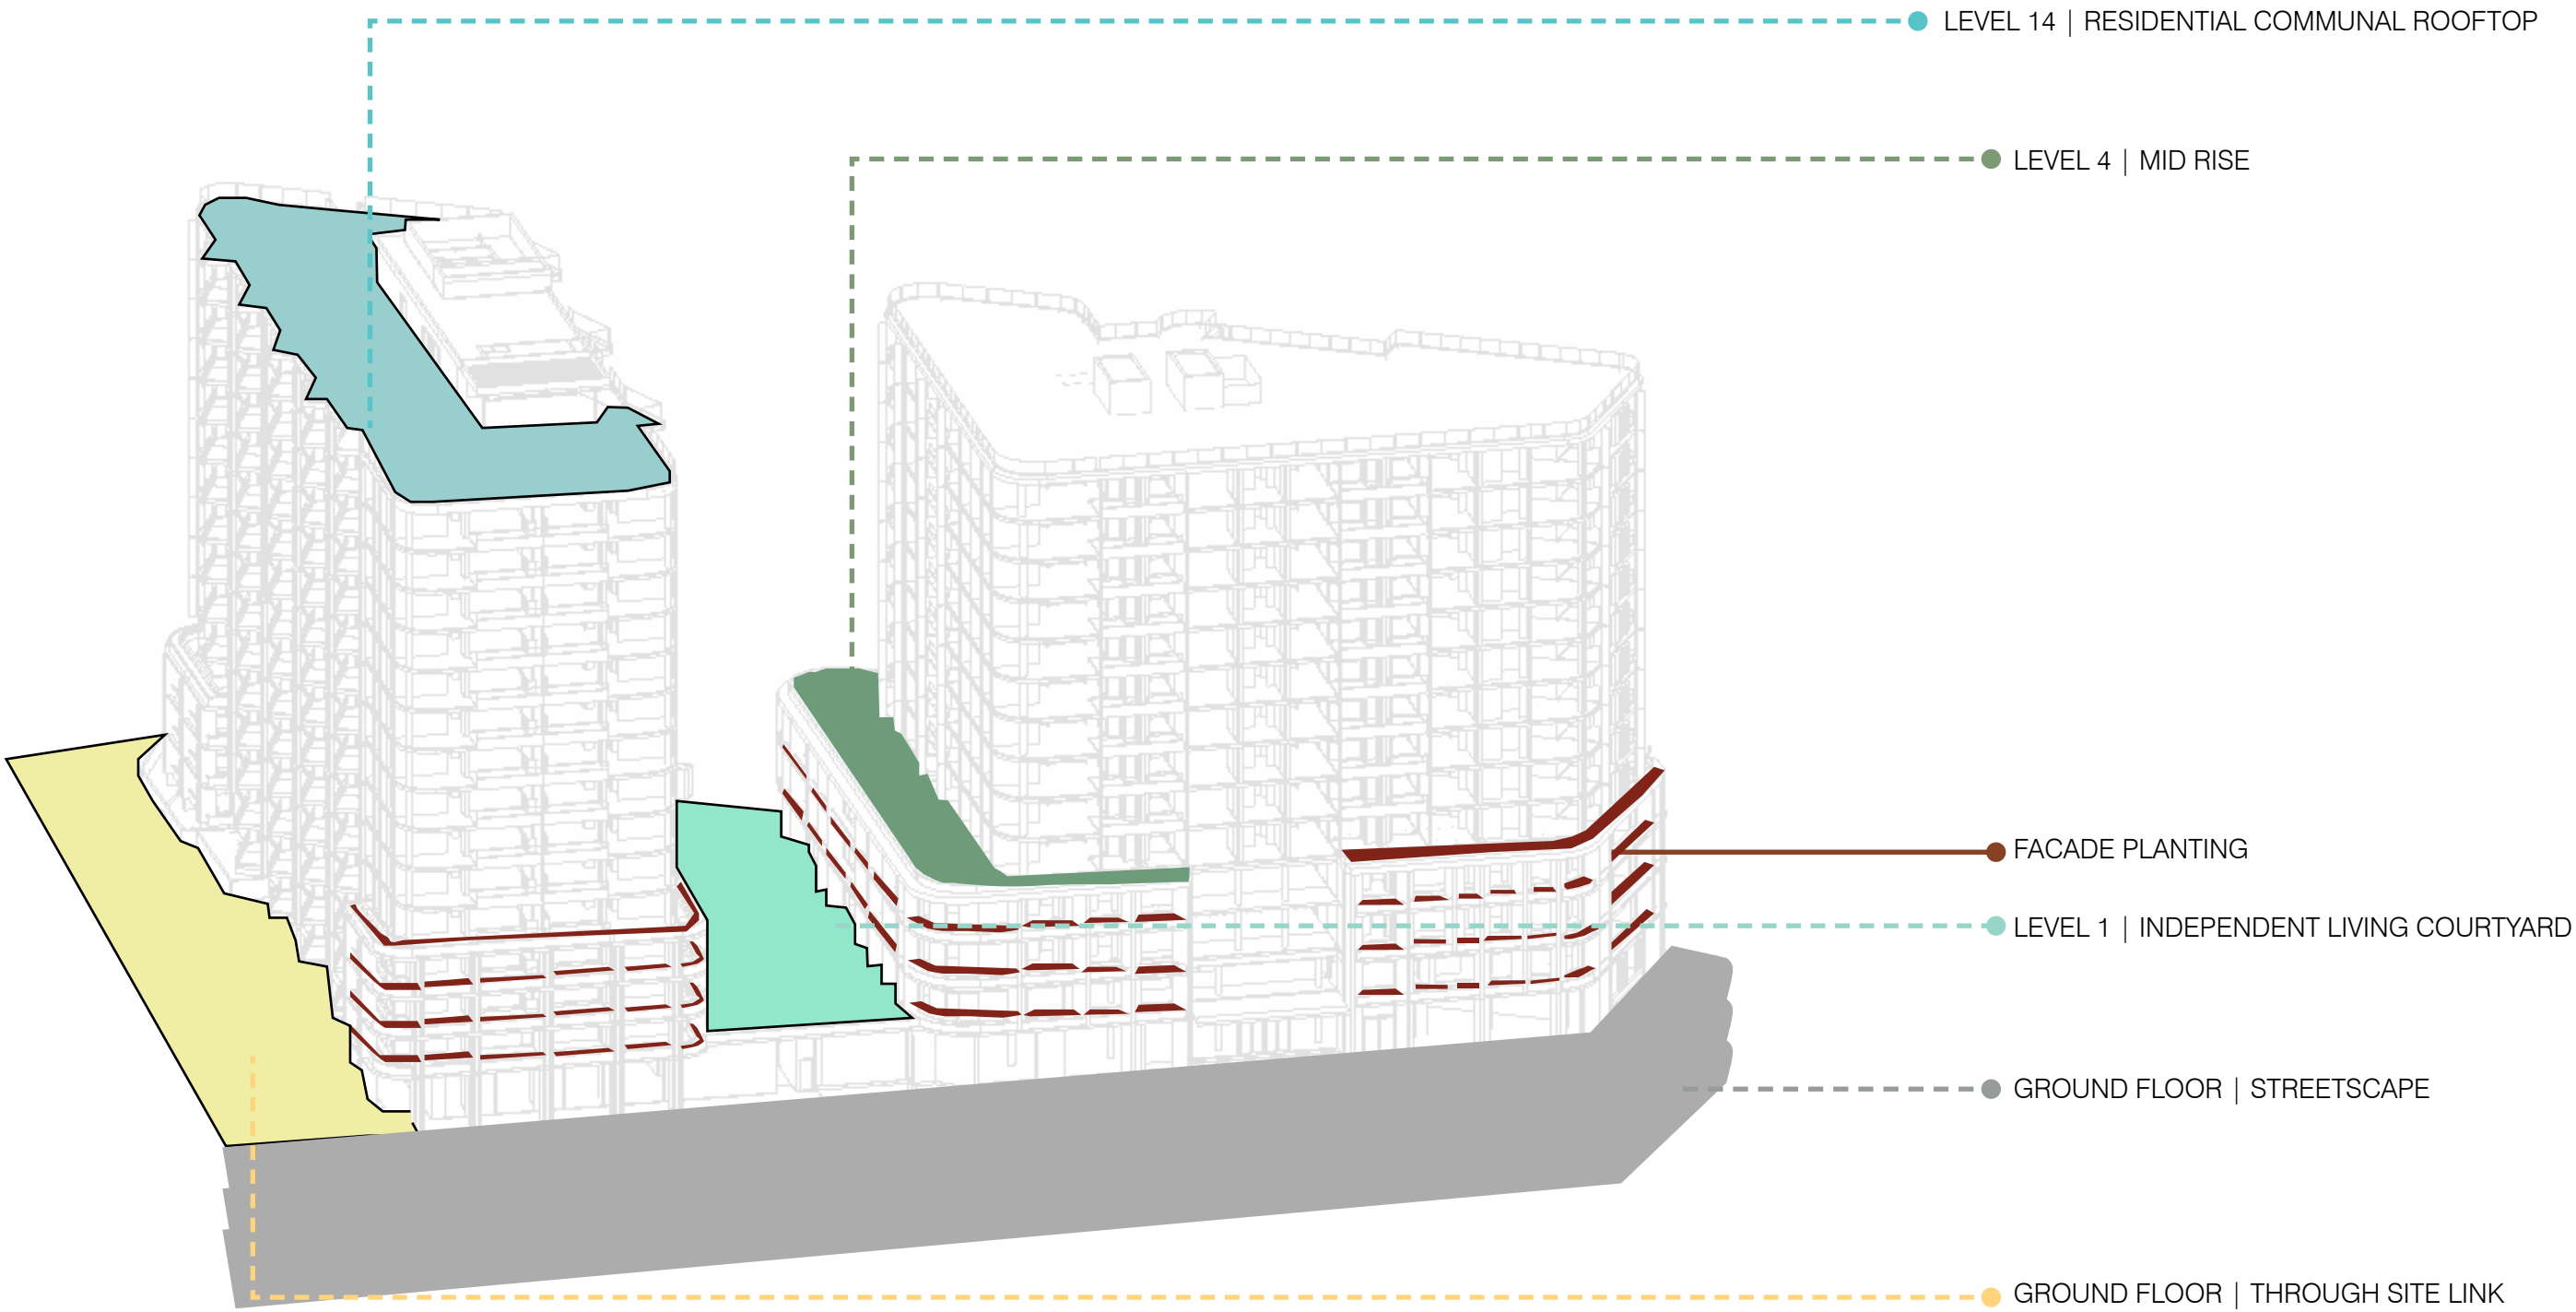 LEVEL 14 | RESIDENTIAL COMMUNAL ROOFTOP
LEVEL 4 | MID RISE
FACADE PLANTING
LEVEL 1 | INDEPENDENT LIVING COURTYARD
GROUND FLOOR | STREETSCAPE
GROUND FLOOR | THROUGH SITE LINK